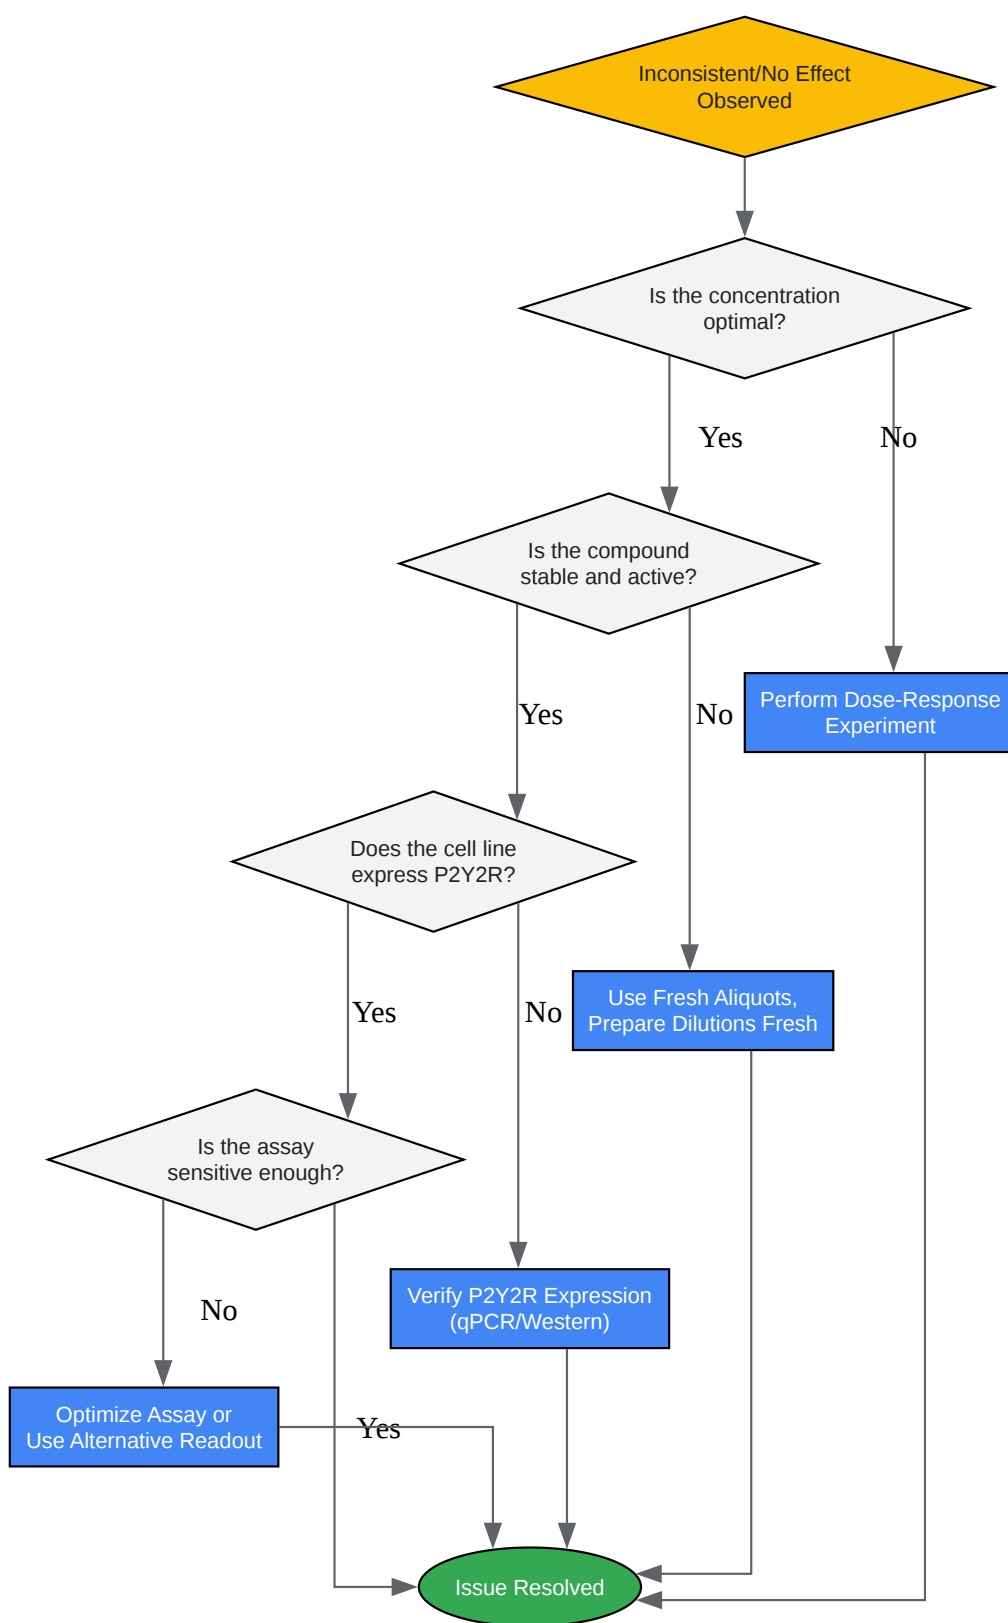 Inconsistent/No Effect
Observed
Is the concentration
optimal?
Yes
No
Is the compound
stable and active?
Yes
No
Perform Dose-Response
Experiment
Does the cell line
express P2Y2R?
Yes
No
Use Fresh Aliquots,
Prepare Dilutions Fresh
Is the assay
sensitive enough?
No
Verify P2Y2R Expression
(qPCR/Western)
Optimize Assay or
Use Alternative Readout
Yes
Issue Resolved